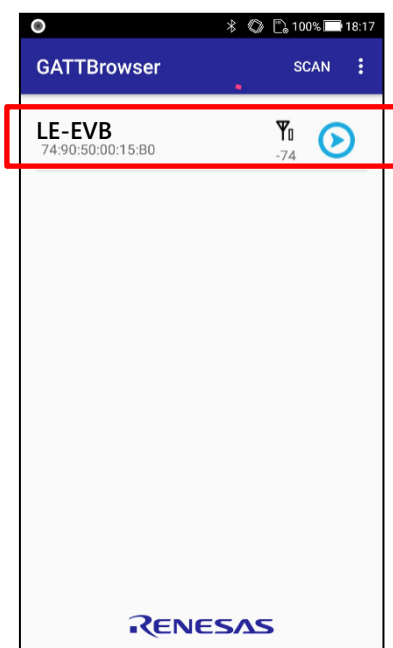 100% 18:17
GATTBrowser SCAN
LE-EVB
74:90:50:00:15:B0
-74
RENESAS